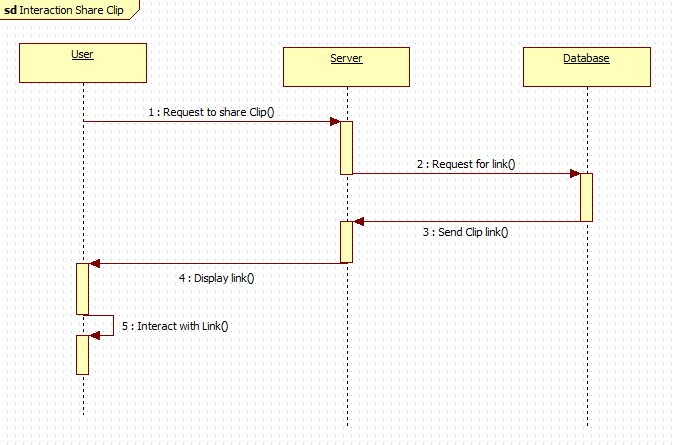 sd Interaction Share Clip
User
Server
Database
1 : Request to share Clip()
2 : Request for link()
3 : Send Clip link()
4 : Display link()
5 : Interact with Link()